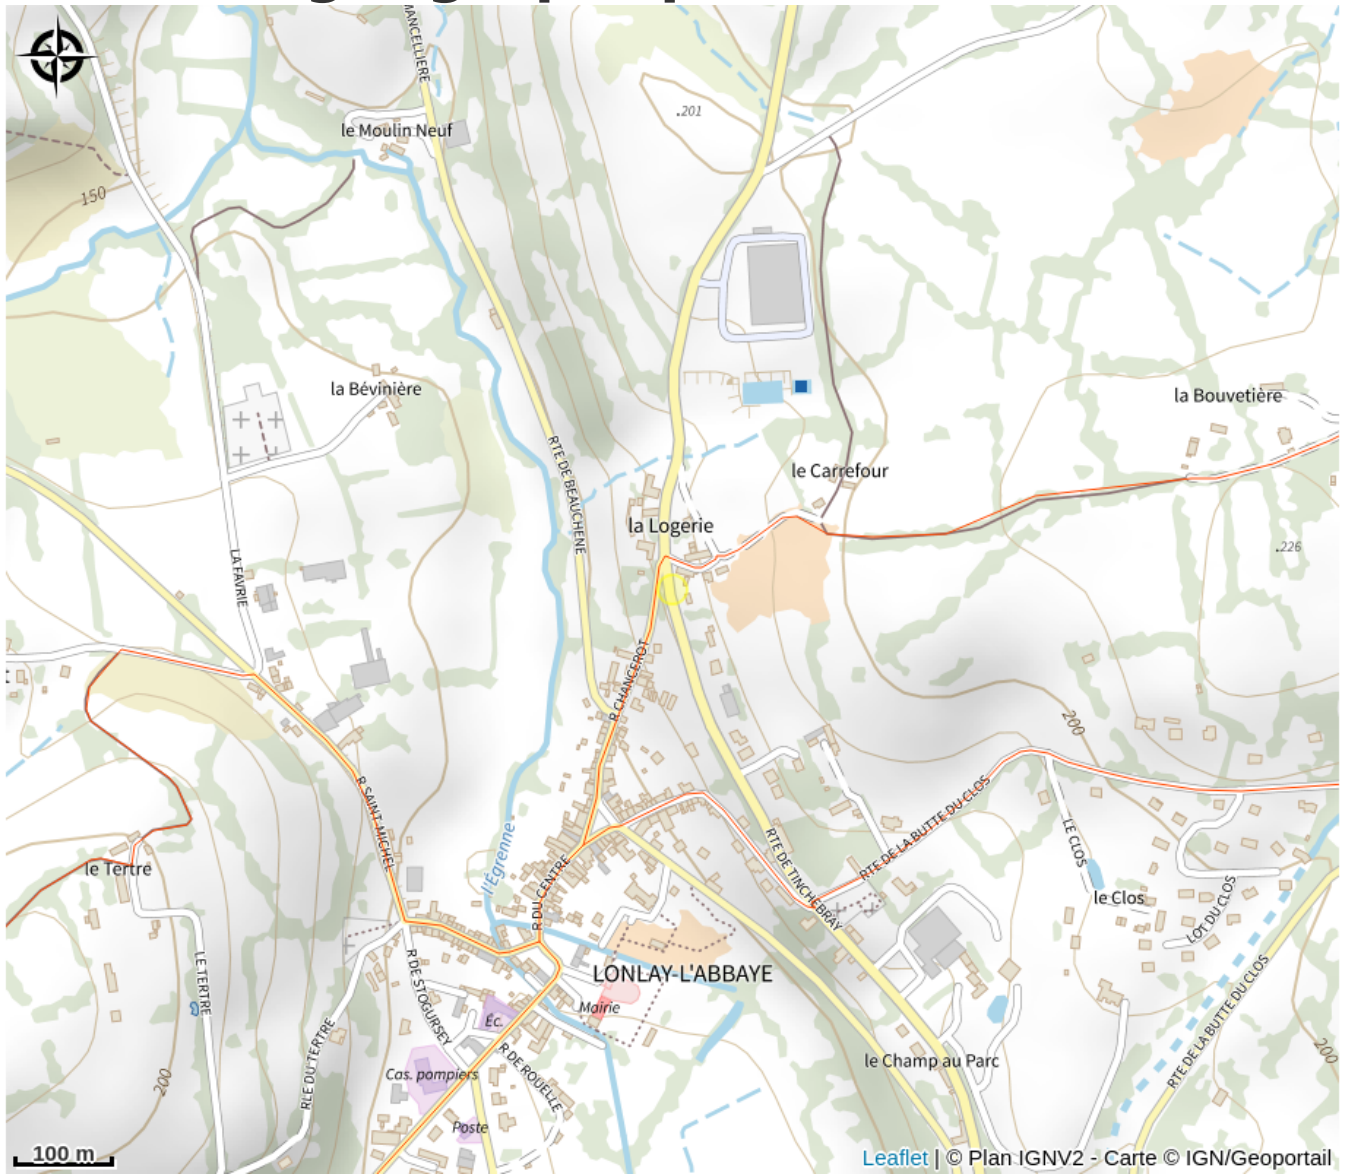 MANCELLIERE
le Moulin Neuf
.201
150
la Bévinière
la Bouvetière
RTE DE BEAUCHENE
le Carrefour
la Logerie
.226
LA FAVRIE
R CHANCEROT
200
R SAINT-MICHEL
RTE DE LA BUTTE DU CLOS
LE CLOS
RTE DE TINCHEBRAY
l'Égrenne
le Tertre
R DU CENTRE
le Clos
LOT DU CLOS
LE TERTRE
R DE STOGURSEY
LONLAY-L'ABBAYE
Mairie
Éc.
RTE DE LA BUTTE DU CLOS
RLE DU TERTRE
R DE ROUELLE
200
Cas. pompiers
le Champ au Parc
200
Poste
100 m
Leaflet | © Plan IGNV2 - Carte © IGN/Geoportail